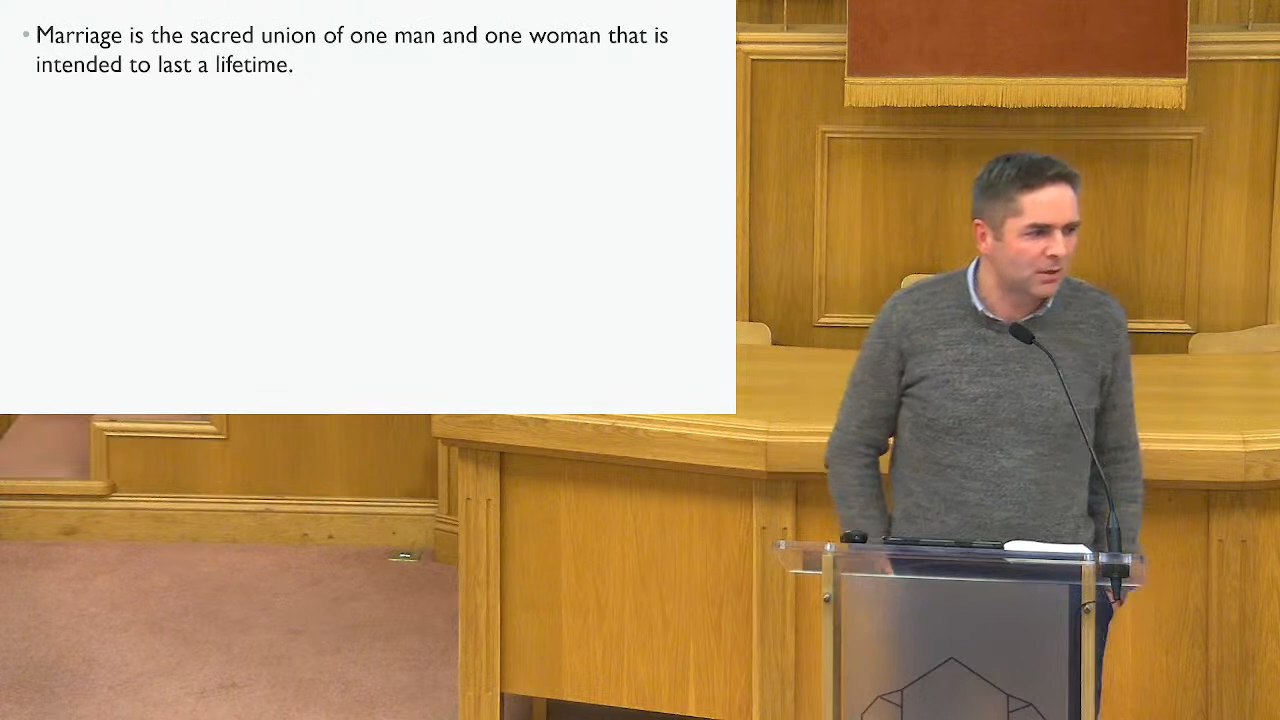 • Marriage is the sacred union of one man and one woman that is
intended to last a lifetime.